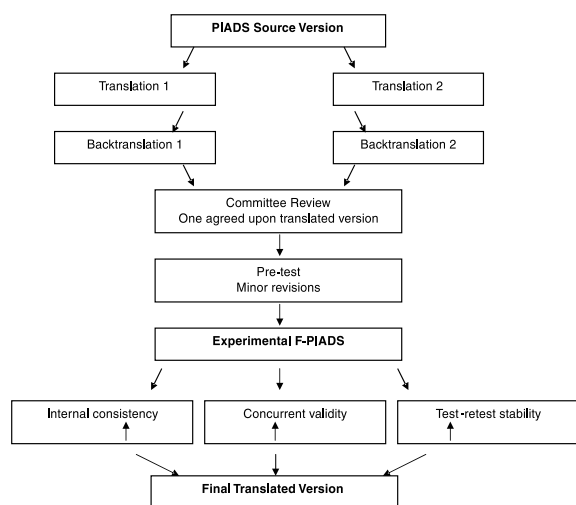 PIADS Source Version
Translation 1
Translation 2
Backtranslation 1
Backtranslation 2
Committee Review
One agreed upon translated version
Pre-test
Minor revisions
Experimental F-PIADS
Internal consistency
Concurrent validity
Test-retest stability
Final Translated Version